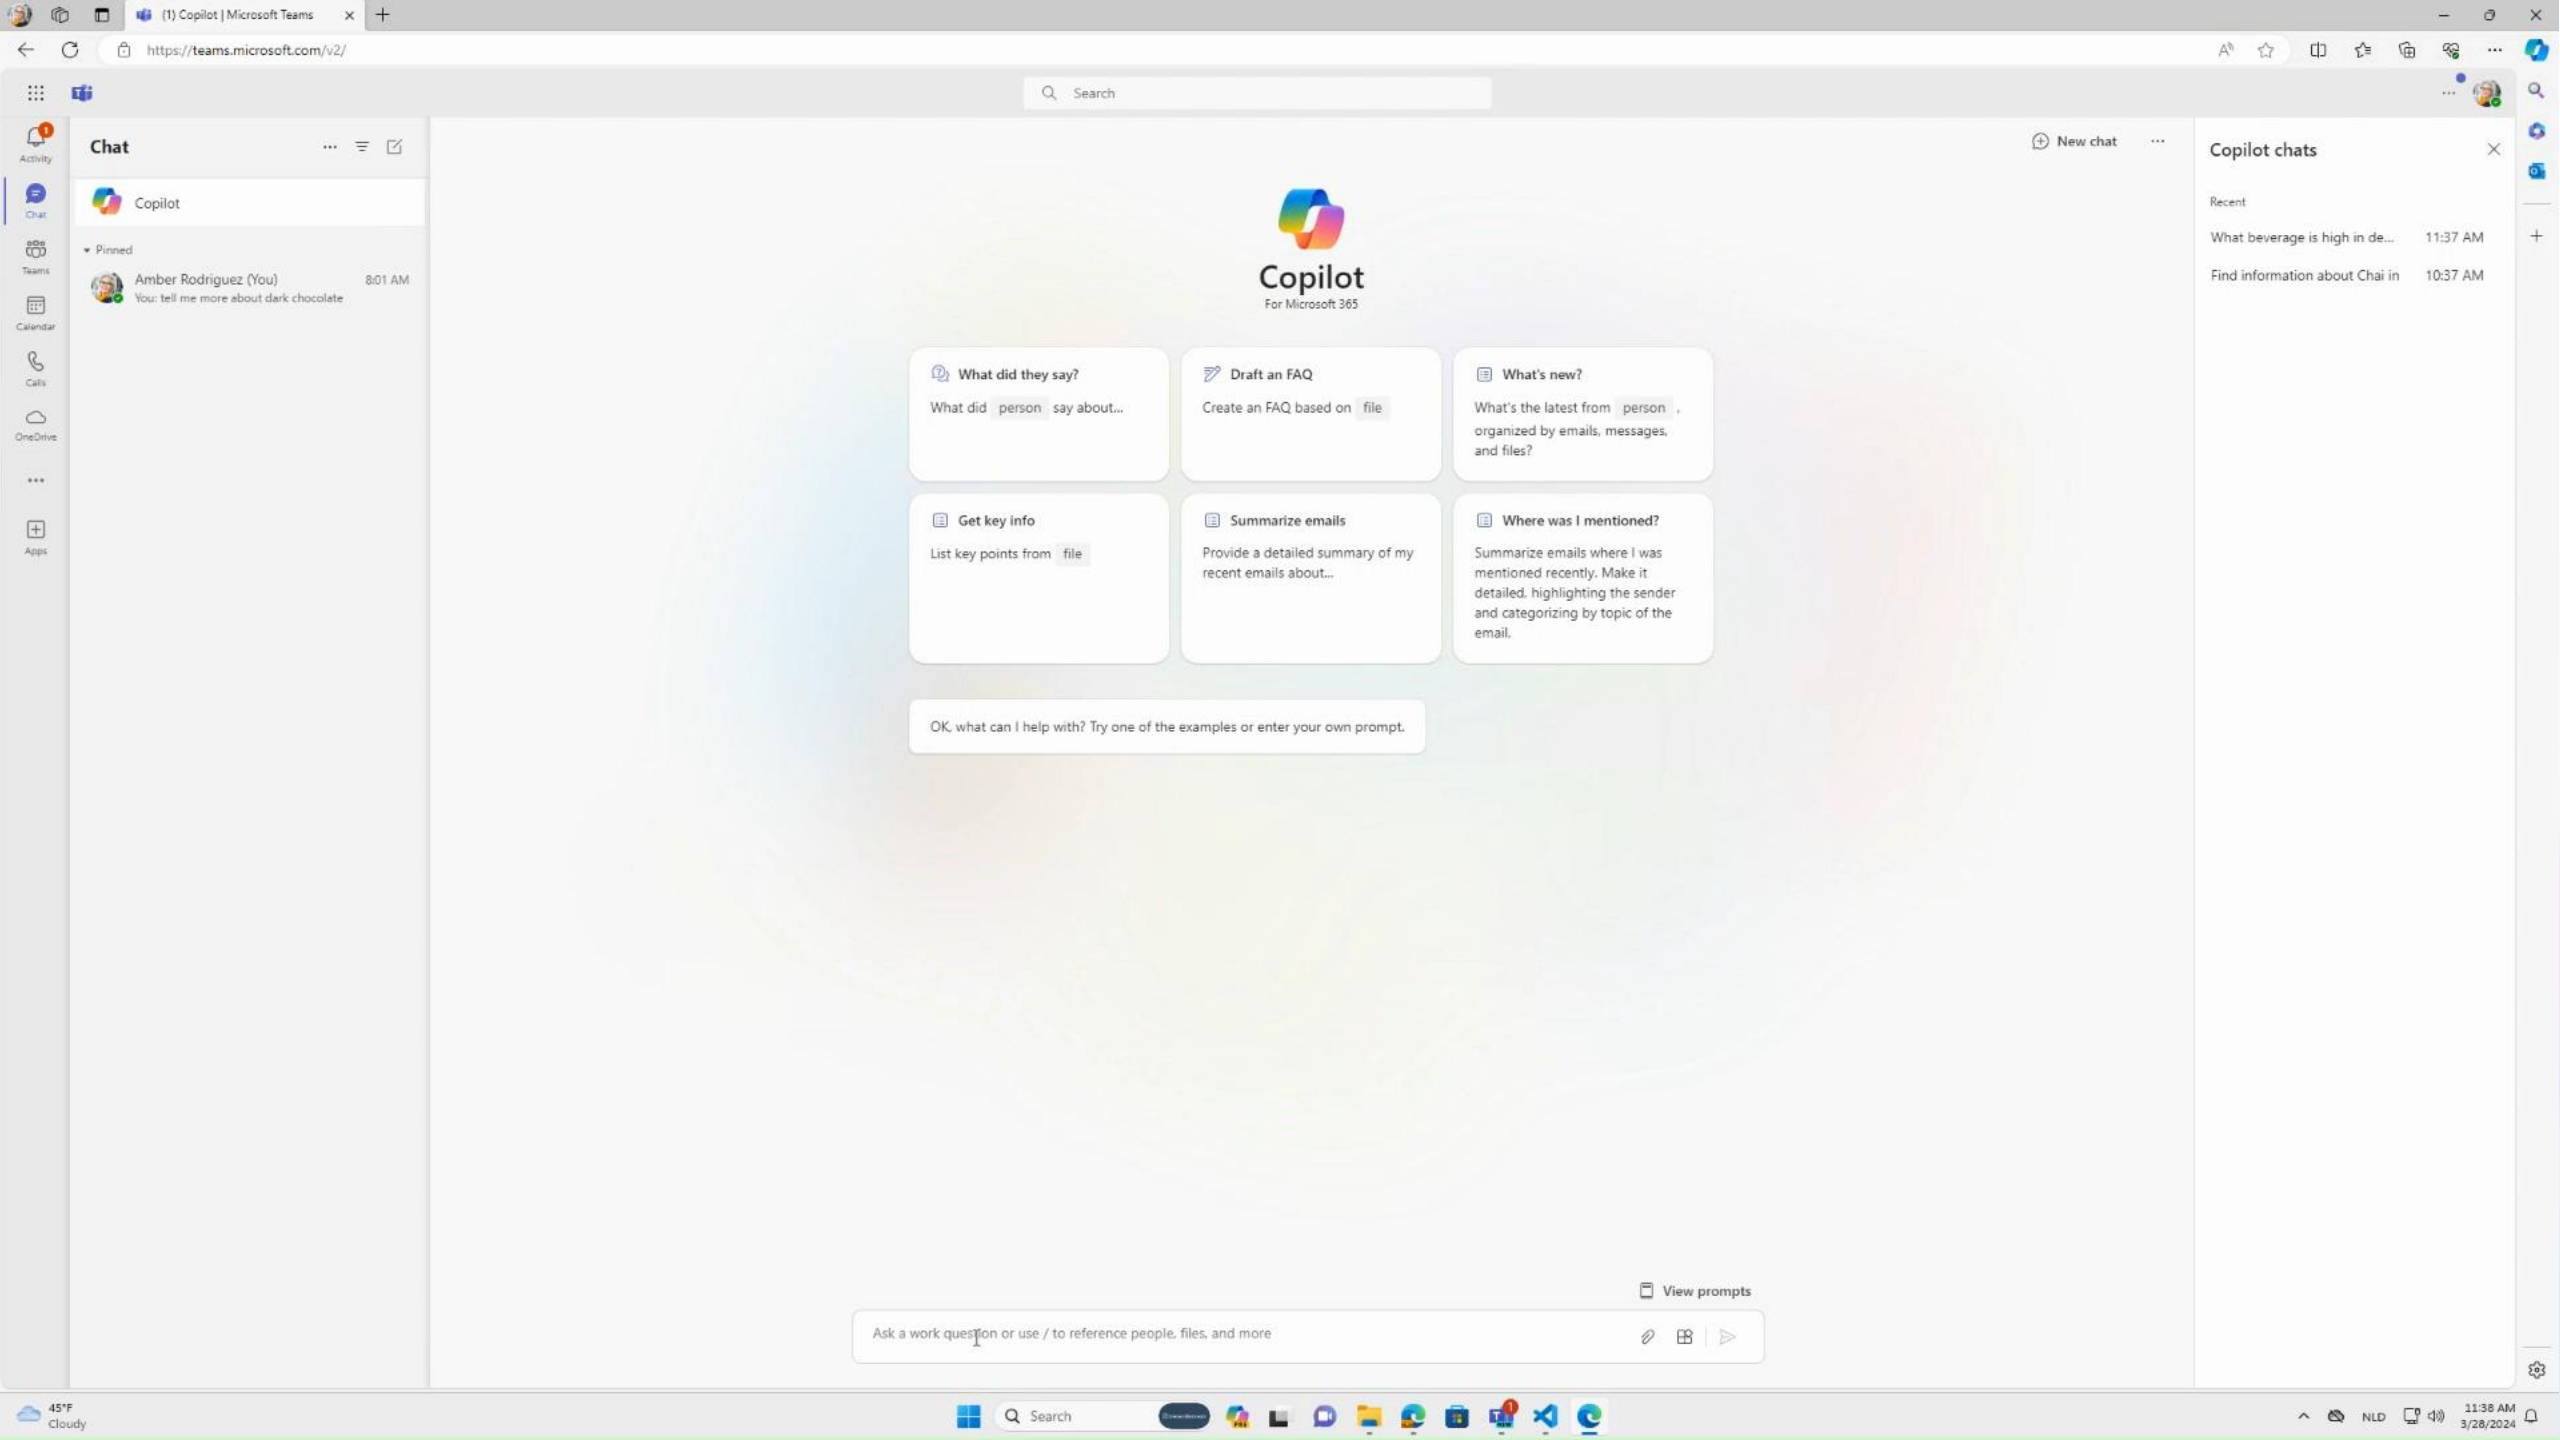 (1) Copilot | Microsoft Teams
https://teams.microsoft.com/v2/
Search
Activity
1
Chat
Teams
Calendar
Calls
OneDrive
Apps
Chat
Copilot
Pinned
Amber Rodriguez (You) 8:01 AM
You: tell me more about dark chocolate
New chat
Copilot
For Microsoft 365
What did they say?
What did person say about...
Draft an FAQ
Create an FAQ based on file
What's new?
What's the latest from person ,
organized by emails, messages,
and files?
Get key info
List key points from file
Summarize emails
Provide a detailed summary of my
recent emails about...
Where was I mentioned?
Summarize emails where I was
mentioned recently. Make it
detailed, highlighting the sender
and categorizing by topic of the
email.
OK, what can I help with? Try one of the examples or enter your own prompt.
View prompts
Ask a work question or use / to reference people, files, and more
Copilot chats
Recent
What beverage is high in de... 11:37 AM
Find information about Chai in 10:37 AM
45°F
Cloudy
Search
1
NLD
11:38 AM
3/28/2024